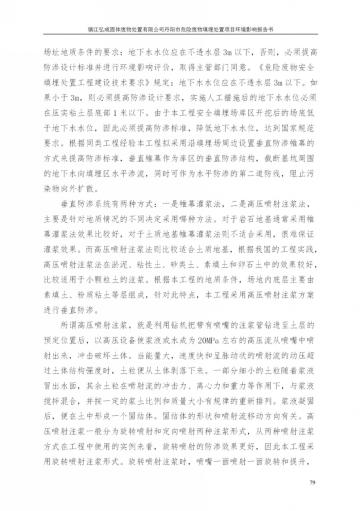 镇江弘成固体废物处置有限公司丹阳市危险废物填埋处置项目环境影响报告书
场址地质条件的要求：地下水水位应在不透水层3m以下，否则，必须提高
防渗设计标准并进行环境影响评价，取得主管部门同意。《危险废物安全
填埋处置工程建设技术要求》规定：地下水水位应在不透水层3m以下。如
果小于3m，则必须提高防渗设计要求，实施人工措施后的地下水水位必须
在压实粘土层底部1米以下。由于本工程安全填埋场库区开挖后的场底低
于地下水水位，因此必须提高防渗标准，降低地下水水位，达到国家规范
要求。根据同类工程经验本工程拟采用沿填埋场周边设置垂直防渗帷幕的
方式来提高防渗标准，垂直帷幕作为库区的垂直防渗结构，截断基坑周围
的地下水向填埋区水平渗流，同时可作为水平防渗的第二道防线，阻止污
染物向外扩散。
垂直防渗系统有两种方式：一是帷幕灌浆法，二是高压喷射注浆法，
主要是针对地质情况的不同决定采用哪种方法。对于岩石地基通常采用帷
幕灌浆法效果比较好，对于土质地基帷幕灌浆法则不适合采用，很难保证
灌浆效果。而高压喷射注浆法则比较适合于土质地基，根据我国的工程实践，
高压喷射注浆法在淤泥、粘性土、砂类土、素填土和卵石土中的效果较好，
比较适用于小颗粒土的注浆。根据本工程的地质条件，场地内底层主要由
素填土、粉质粘土等层组成，针对此特点，本工程采用高压喷射注浆方案
进行垂直防渗。
所谓高压喷射注浆，就是利用钻机把带有喷嘴的注浆管钻进至土层的
预定位置后，以高压设备使浆液或水成为20MPa左右的高压流从喷嘴中喷
射出来，冲击破坏土体。当能量大，速度快和呈脉动状的喷射流的动压超
过土体结构强度时，土粒便从土体剥落下来。一部分细小的土粒随着浆液
冒出水面，其余土粒在喷射流的冲击力、离心力和重力等作用下，与浆液
搅拌混合，并按一定的浆土比例和质量大小有规律的重新排列。浆液凝固
后，便在土中形成一个固结体。固结体的形状和喷射流移动方向有关。高
压喷射注浆一般分为旋转喷射和定向喷射两种注浆形式，从两种注浆喷射
方式在工程中使用的实例来看，旋转喷射的防渗效果更好，因此本工程采
用旋转喷射注浆形式。旋转喷射注浆时，喷嘴一面喷射一面旋转和提升，
79